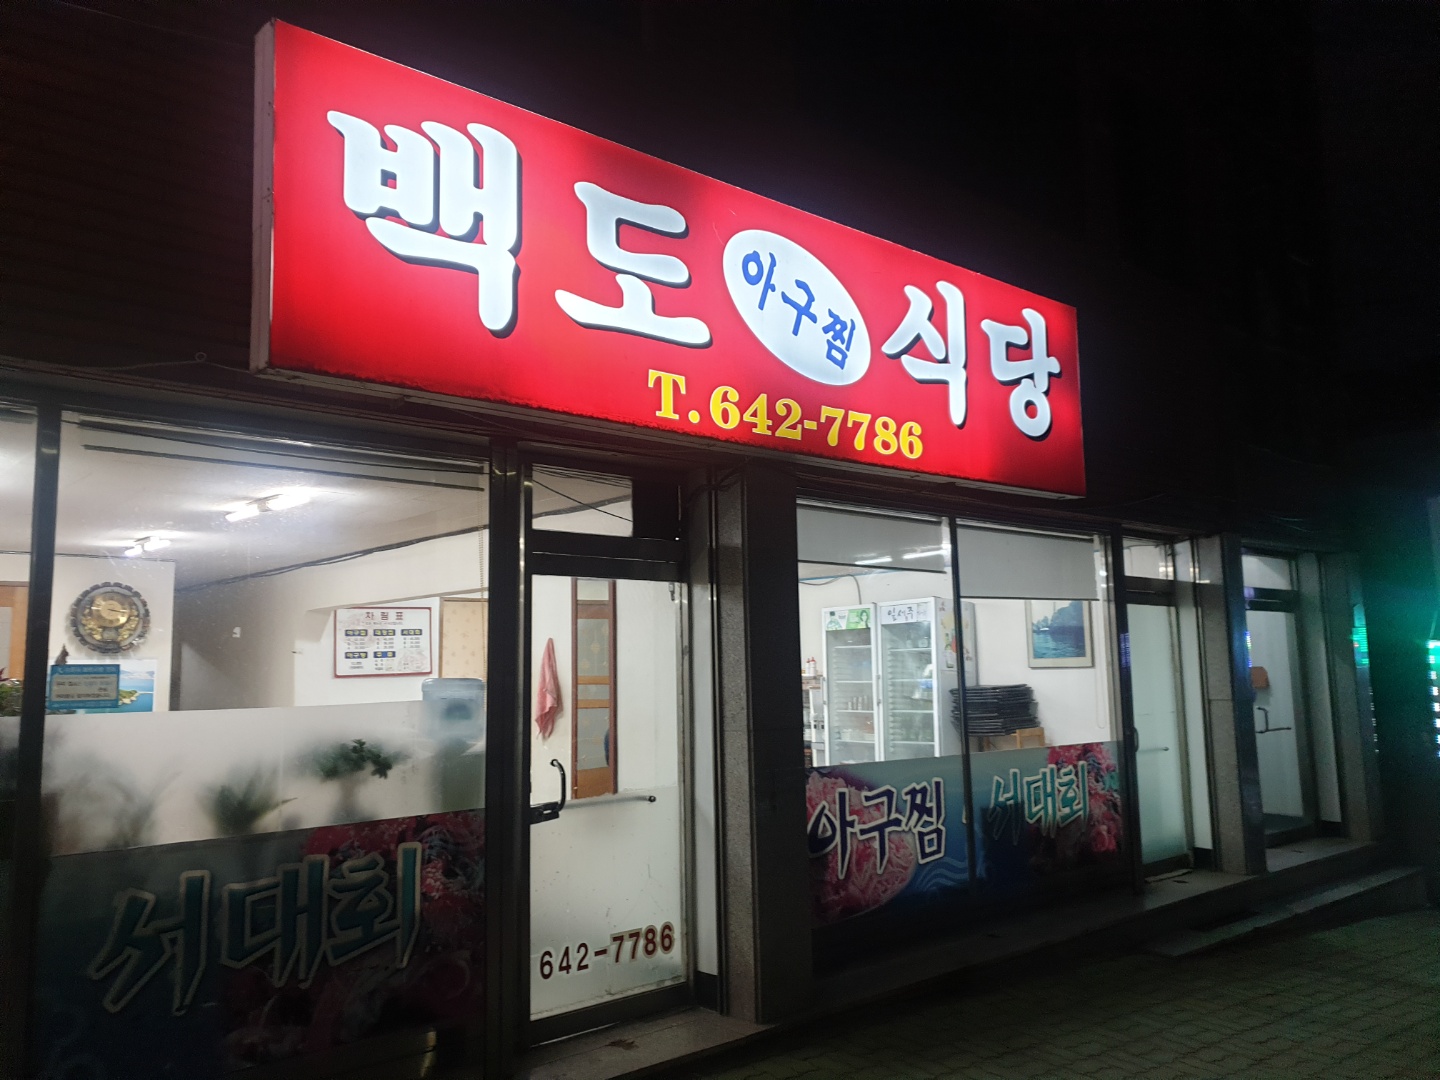 백도 아구찜 식당
T. 642-7786
차림표
아구찜
서대회
642-7786
아구찜 서대회